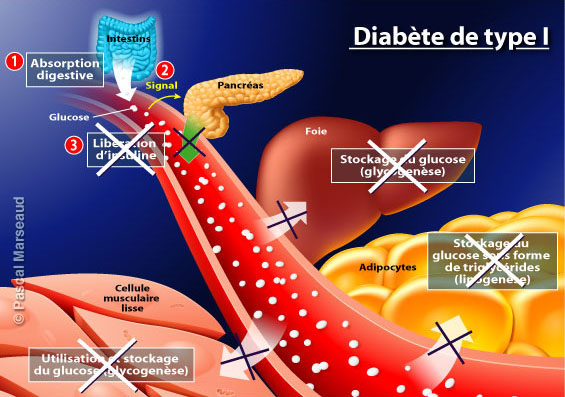 Diabète de type I
Intestins
1
Absorption
digestive
2
Signal
Pancréas
Glucose
3
Libération
d'insuline
Foie
Stockage du glucose
(glycogenèse)
Adipocytes
Stockage du
glucose sous forme
de triglycérides
(lipogenèse)
Cellule
musculaire
lisse
Utilisation et stockage
du glucose (glycogenèse)
© Pascal Marseaud